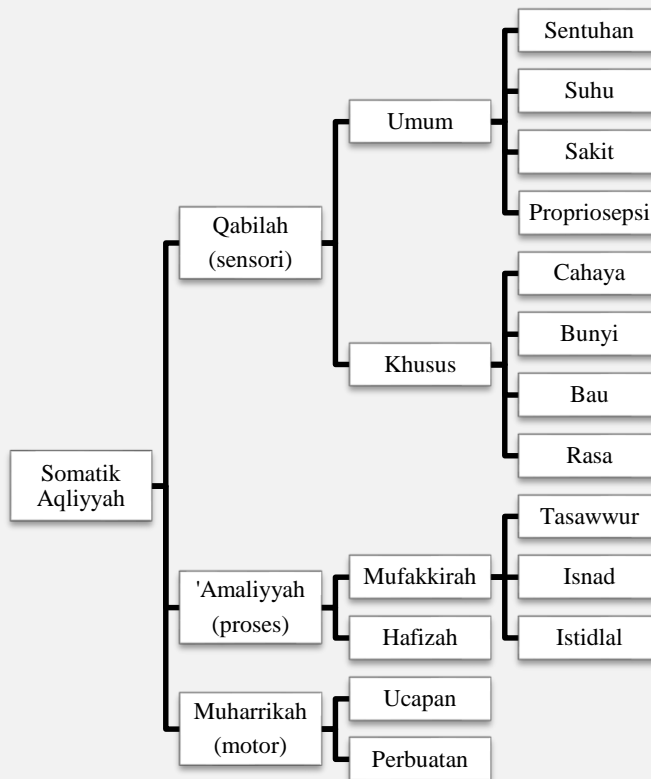 Somatik
Aqliyyah
Qabilah
(sensori)
Umum
Sentuhan
Suhu
Sakit
Propriosepsi
Khusus
Cahaya
Bunyi
Bau
Rasa
'Amaliyyah
(proses)
Mufakkirah
Tasawwur
Isnad
Istidlal
Hafizah
Muharrikah
(motor)
Ucapan
Perbuatan